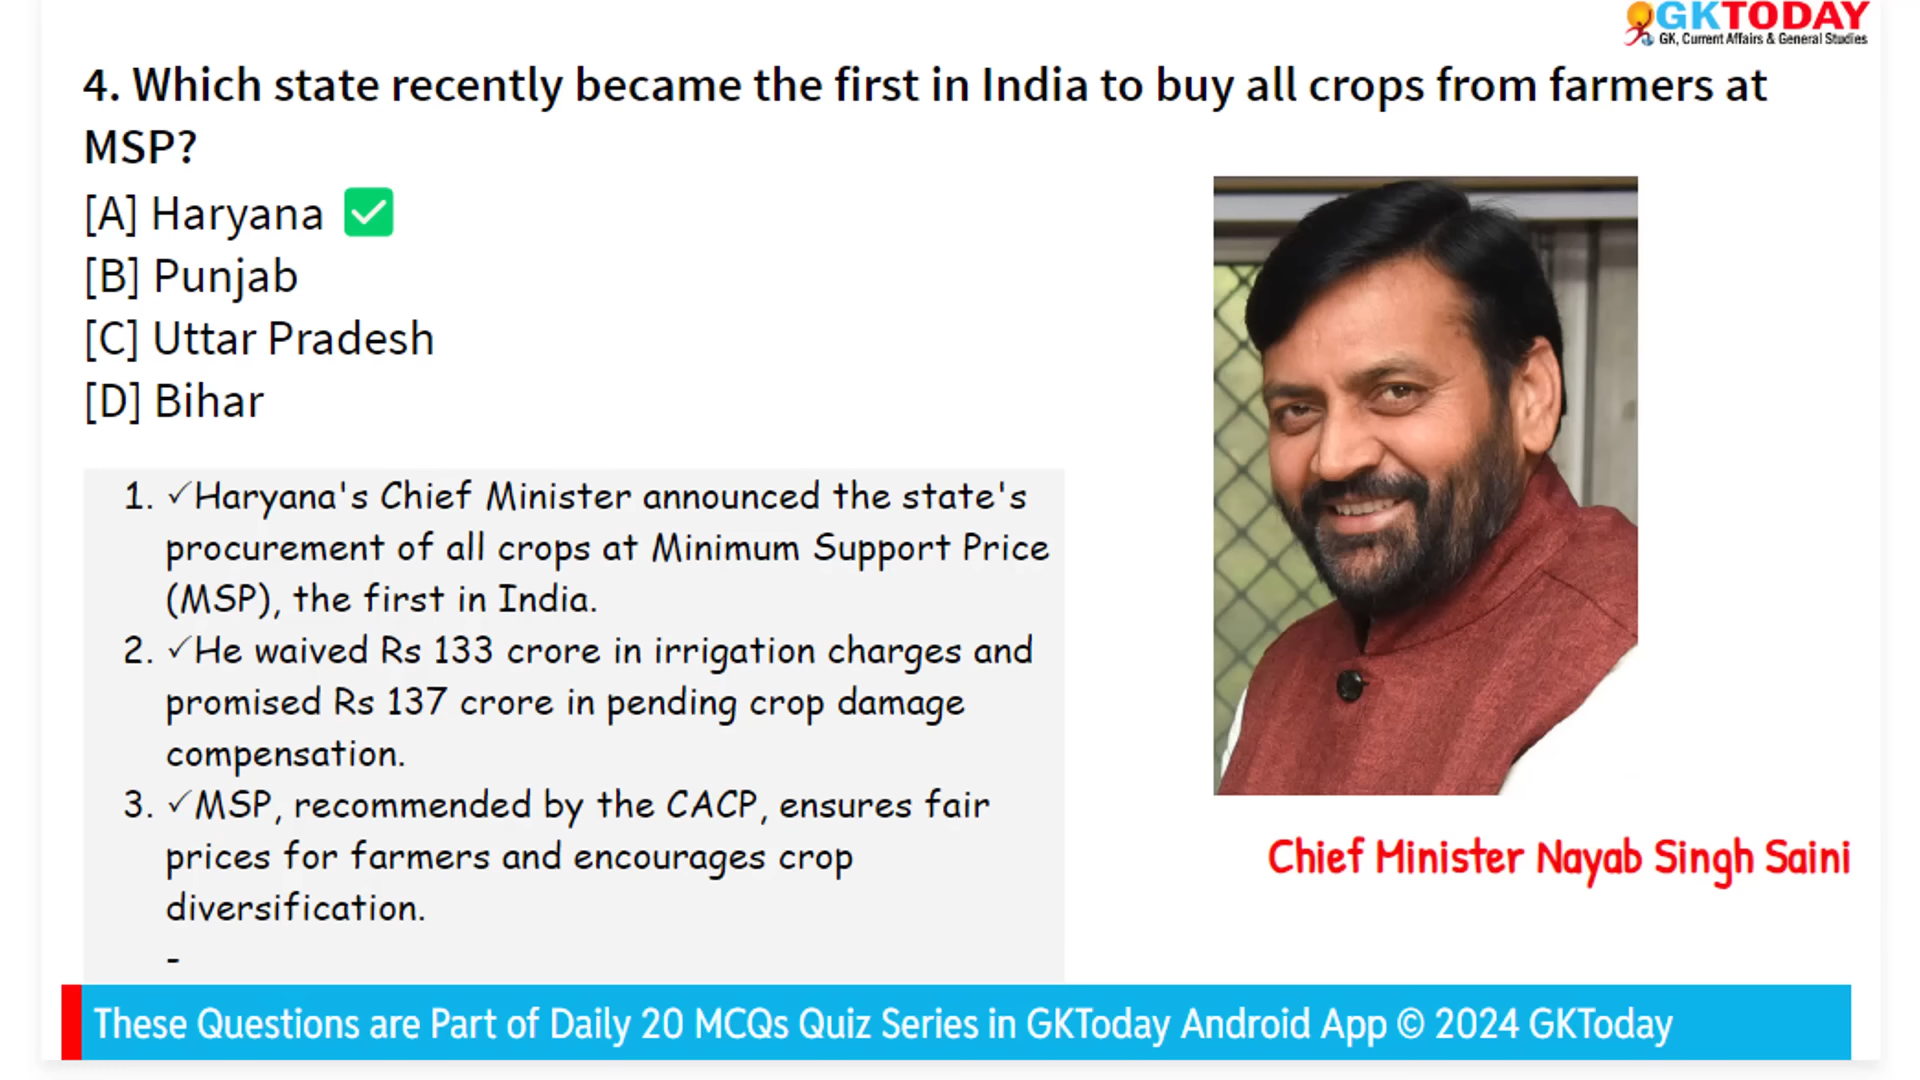 GKTODAY
GK, Current Affairs & General Studies
4. Which state recently became the first in India to buy all crops from farmers at
MSP?
[A] Haryana ✅
[B] Punjab
[C] Uttar Pradesh
[D] Bihar
1. ✓Haryana's Chief Minister announced the state's
procurement of all crops at Minimum Support Price
(MSP), the first in India.
2. ✓He waived Rs 133 crore in irrigation charges and
promised Rs 137 crore in pending crop damage
compensation.
3. ✓MSP, recommended by the CACP, ensures fair
prices for farmers and encourages crop
diversification.
-
Chief Minister Nayab Singh Saini
These Questions are Part of Daily 20 MCQs Quiz Series in GKToday Android App © 2024 GKToday